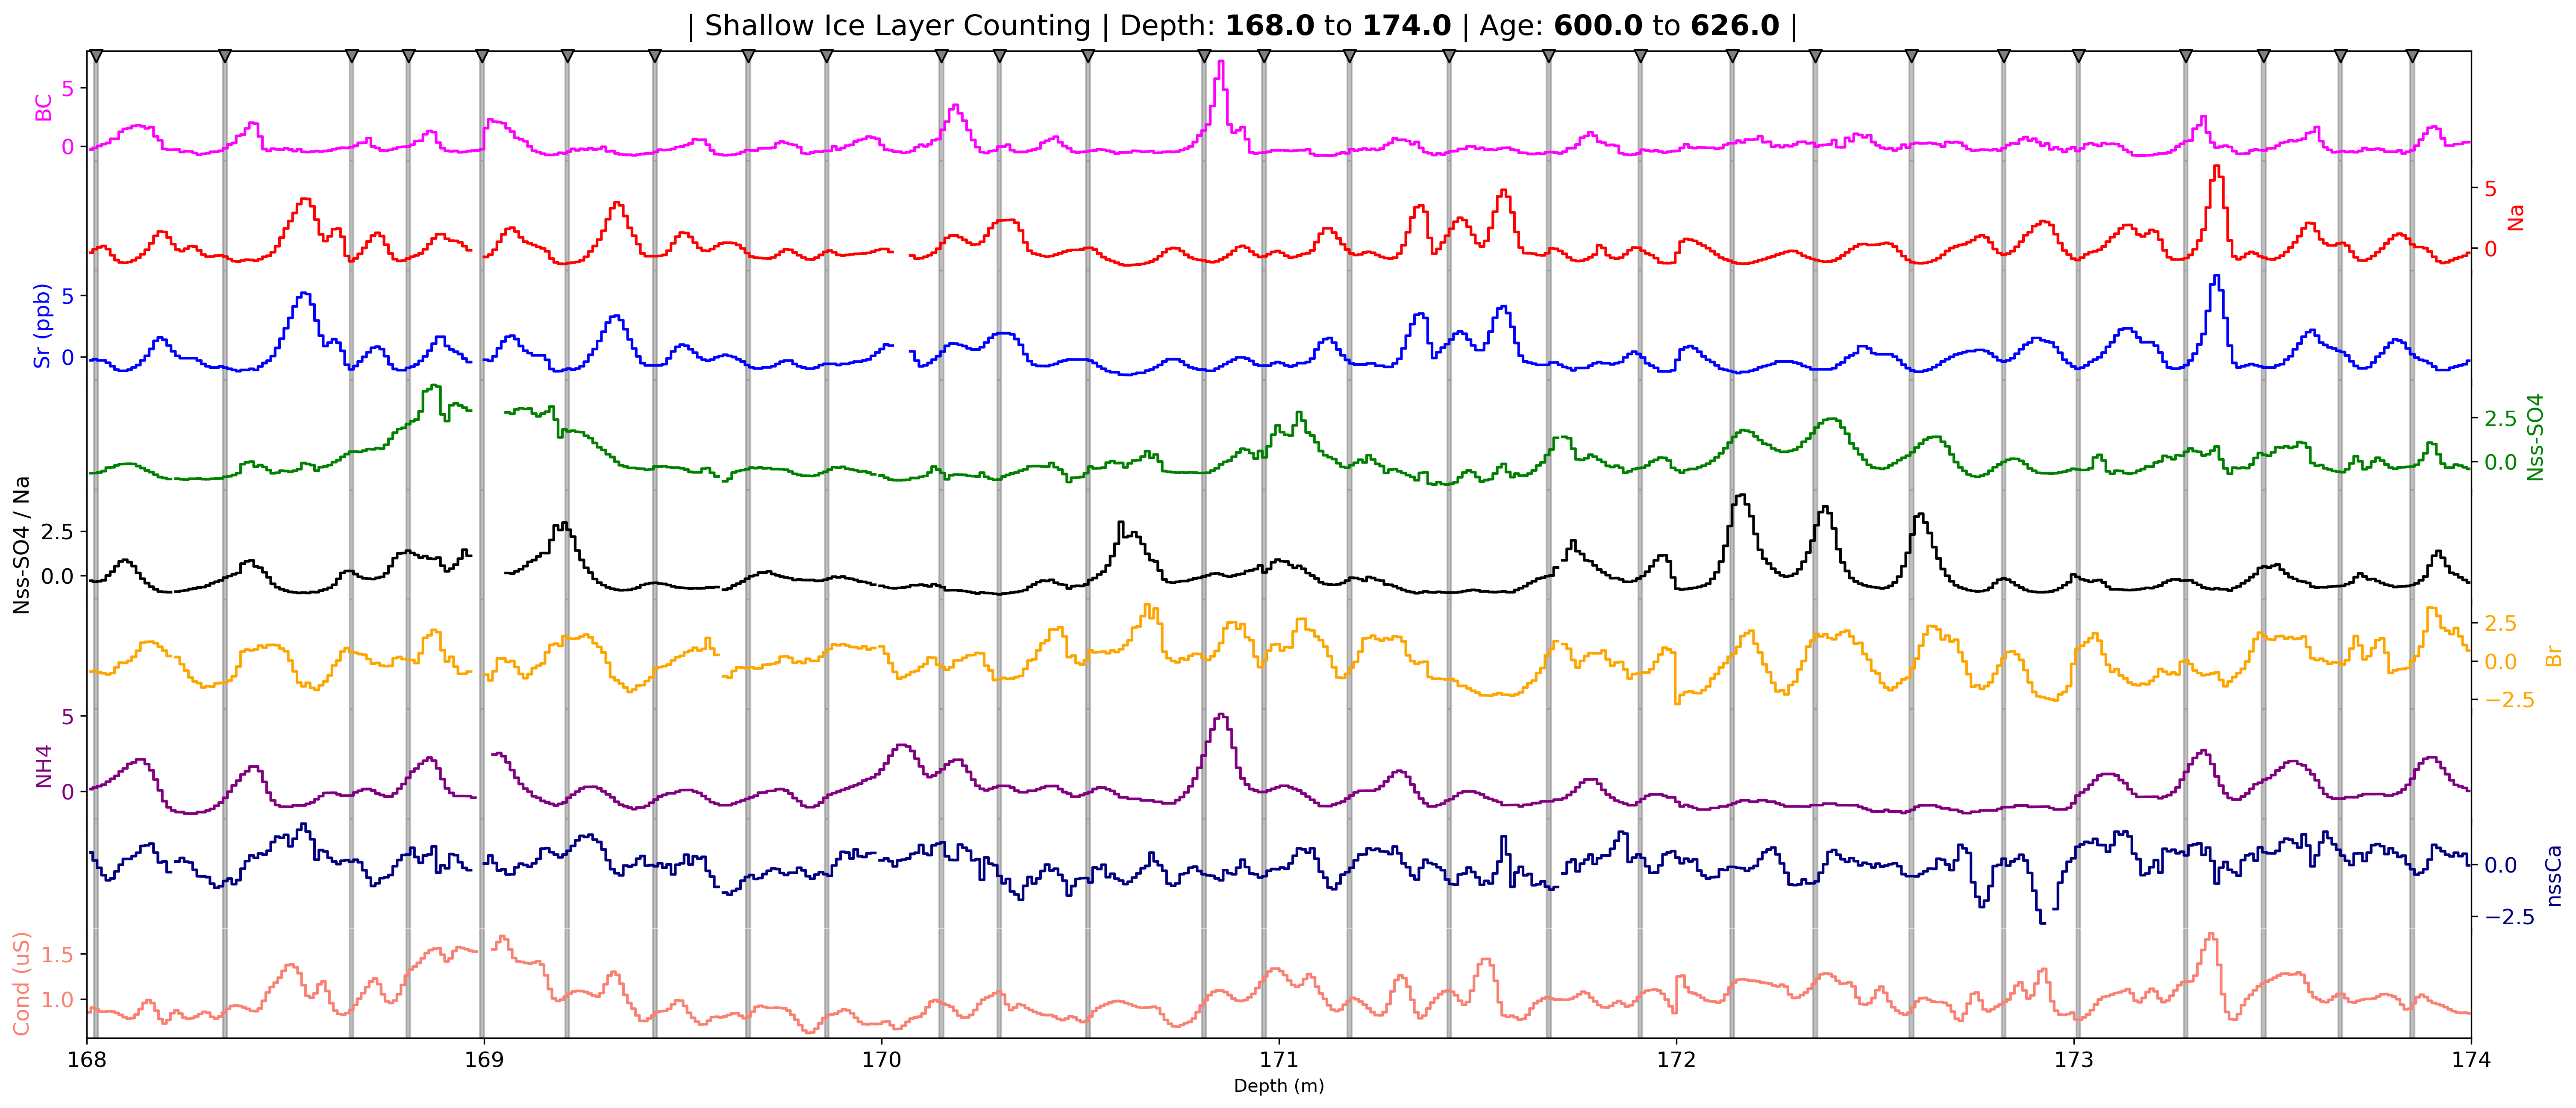 | Shallow Ice Layer Counting | Depth: 168.0 to 174.0 | Age: 600.0 to 626.0 |
BC
5
0
Na
5
0
Sr (ppb)
5
0
Nss-SO4
2.5
0.0
Nss-SO4 / Na
2.5
0.0
Br
2.5
0.0
−2.5
NH4
5
0
nssCa
0.0
−2.5
Cond (uS)
1.5
1.0
168 169 170 171 172 173 174
Depth (m)